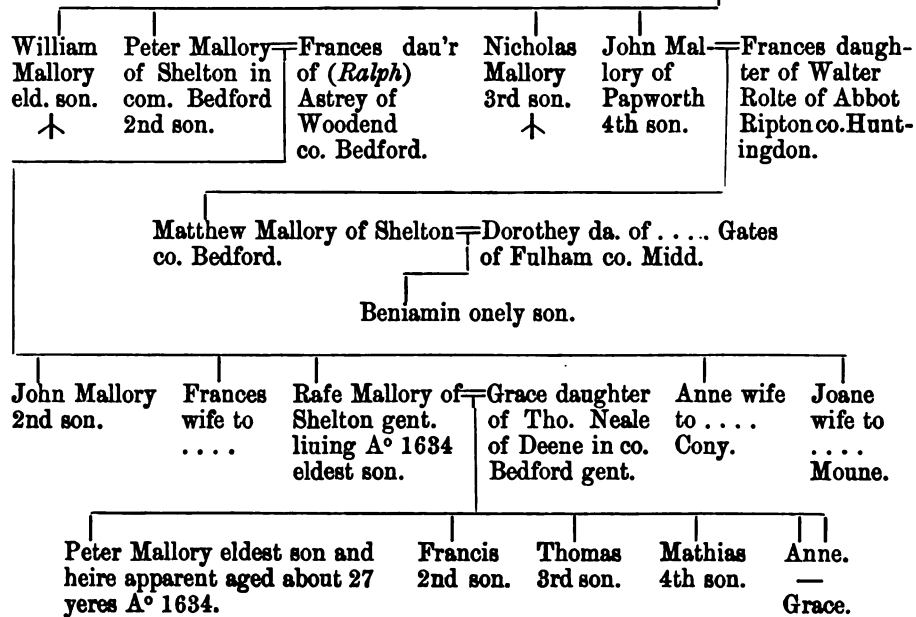 William
Mallory
eld. son.
Peter Mallory
of Shelton in
com. Bedford
2nd son.
Frances dau'r
of (Ralph)
Astrey of
Woodend
co. Bedford.
Nicholas
Mallory
3rd son.
John Mal-
lory of
Papworth
4th son.
Frances daugh-
ter of Walter
Rolte of Abbot
Ripton co. Hunt-
ingdon.
Matthew Mallory of Shelton
co. Bedford.
Dorothey da. of . . . . Gates
of Fulham co. Midd.
Beniamin onely son.
John Mallory
2nd son.
Frances
wife to
. . . .
Rafe Mallory of
Shelton gent.
liuing Aº 1634
eldest son.
Grace daughter
of Tho. Neale
of Deene in co.
Bedford gent.
Anne wife
to . . . .
Cony.
Joane
wife to
. . . .
Moune.
Peter Mallory eldest son and
heire apparent aged about 27
yeres Aº 1634.
Francis
2nd son.
Thomas
3rd son.
Mathias
4th son.
Anne.
—
Grace.